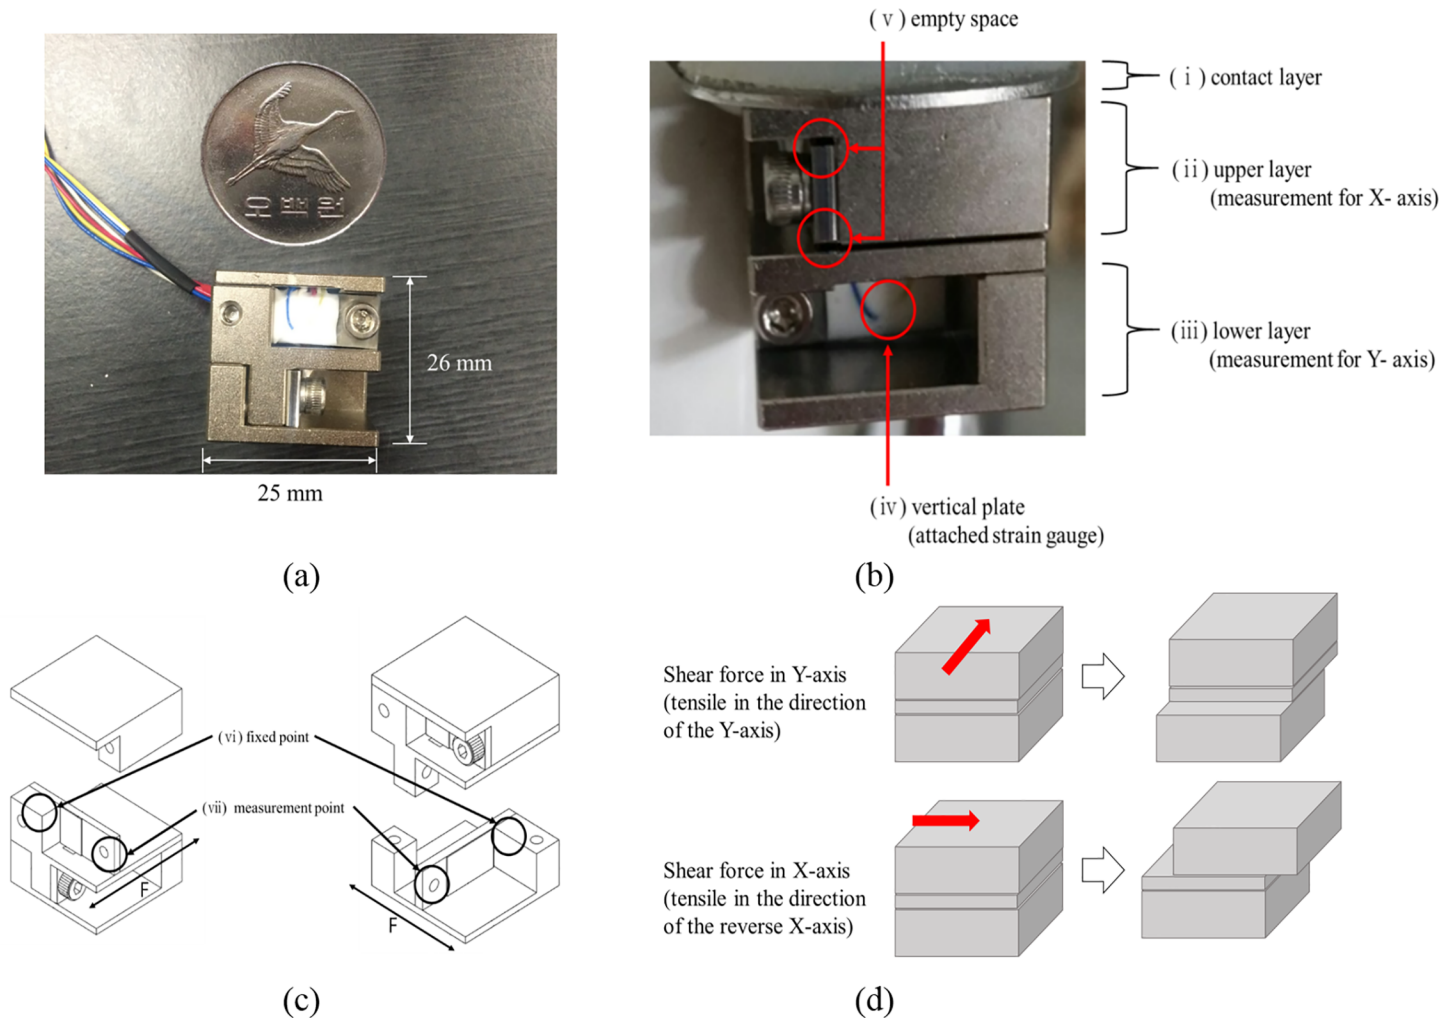 (ⅴ) empty space
(ⅰ) contact layer
(ⅱ) upper layer
(measurement for X- axis)
오백원
26 mm
(ⅲ) lower layer
(measurement for Y- axis)
25 mm
(ⅳ) vertical plate
(attached strain gauge)
(a)
(b)
(ⅵ) fixed point
(ⅶ) measurement point
F
F
Shear force in Y-axis
(tensile in the direction
of the Y-axis)
Shear force in X-axis
(tensile in the direction
of the reverse X-axis)
(c)
(d)